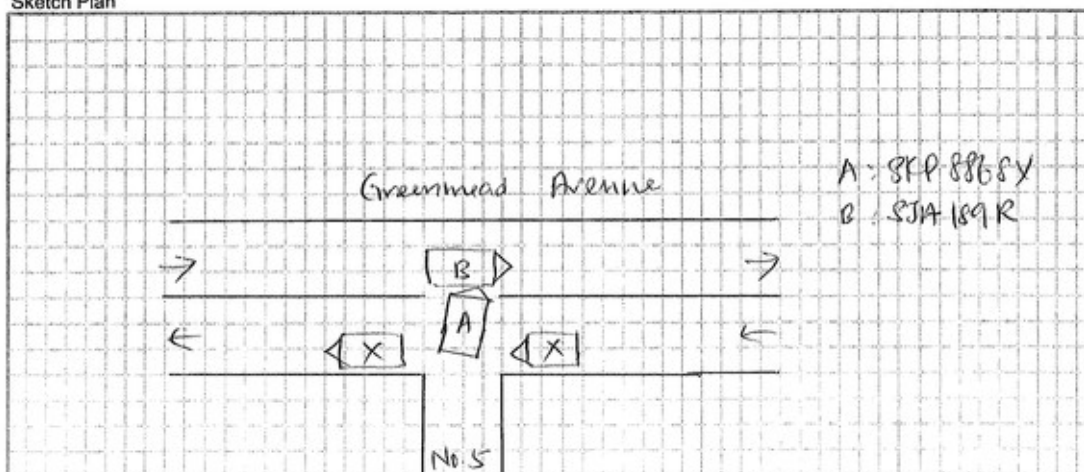 Sketch Plan
Greenmead Avenue
A: SKP 8868Y
B: SJA 189R
B
A
X
X
No. 5